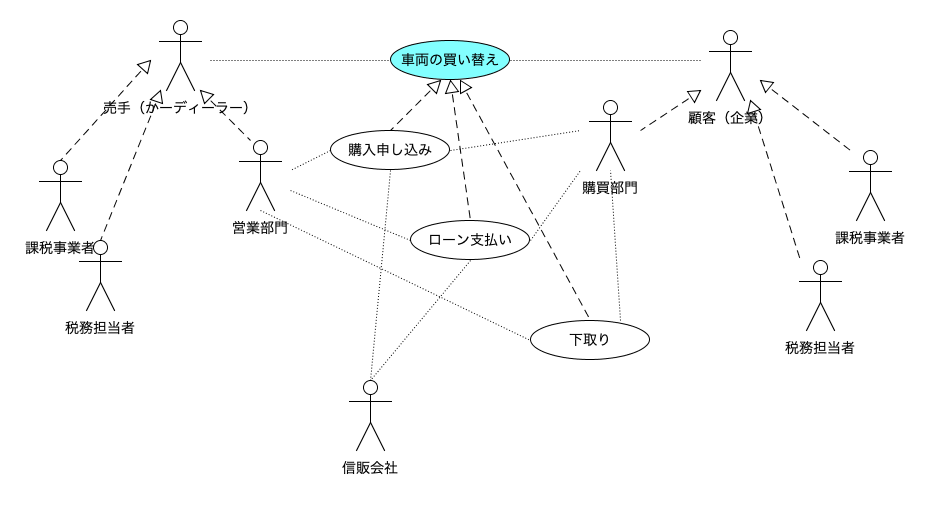 車両の買い替え
売手（カーディーラー）
顧客（企業）
購入申し込み
購買部門
営業部門
課税事業者
課税事業者
ローン支払い
税務担当者
下取り
税務担当者
信販会社